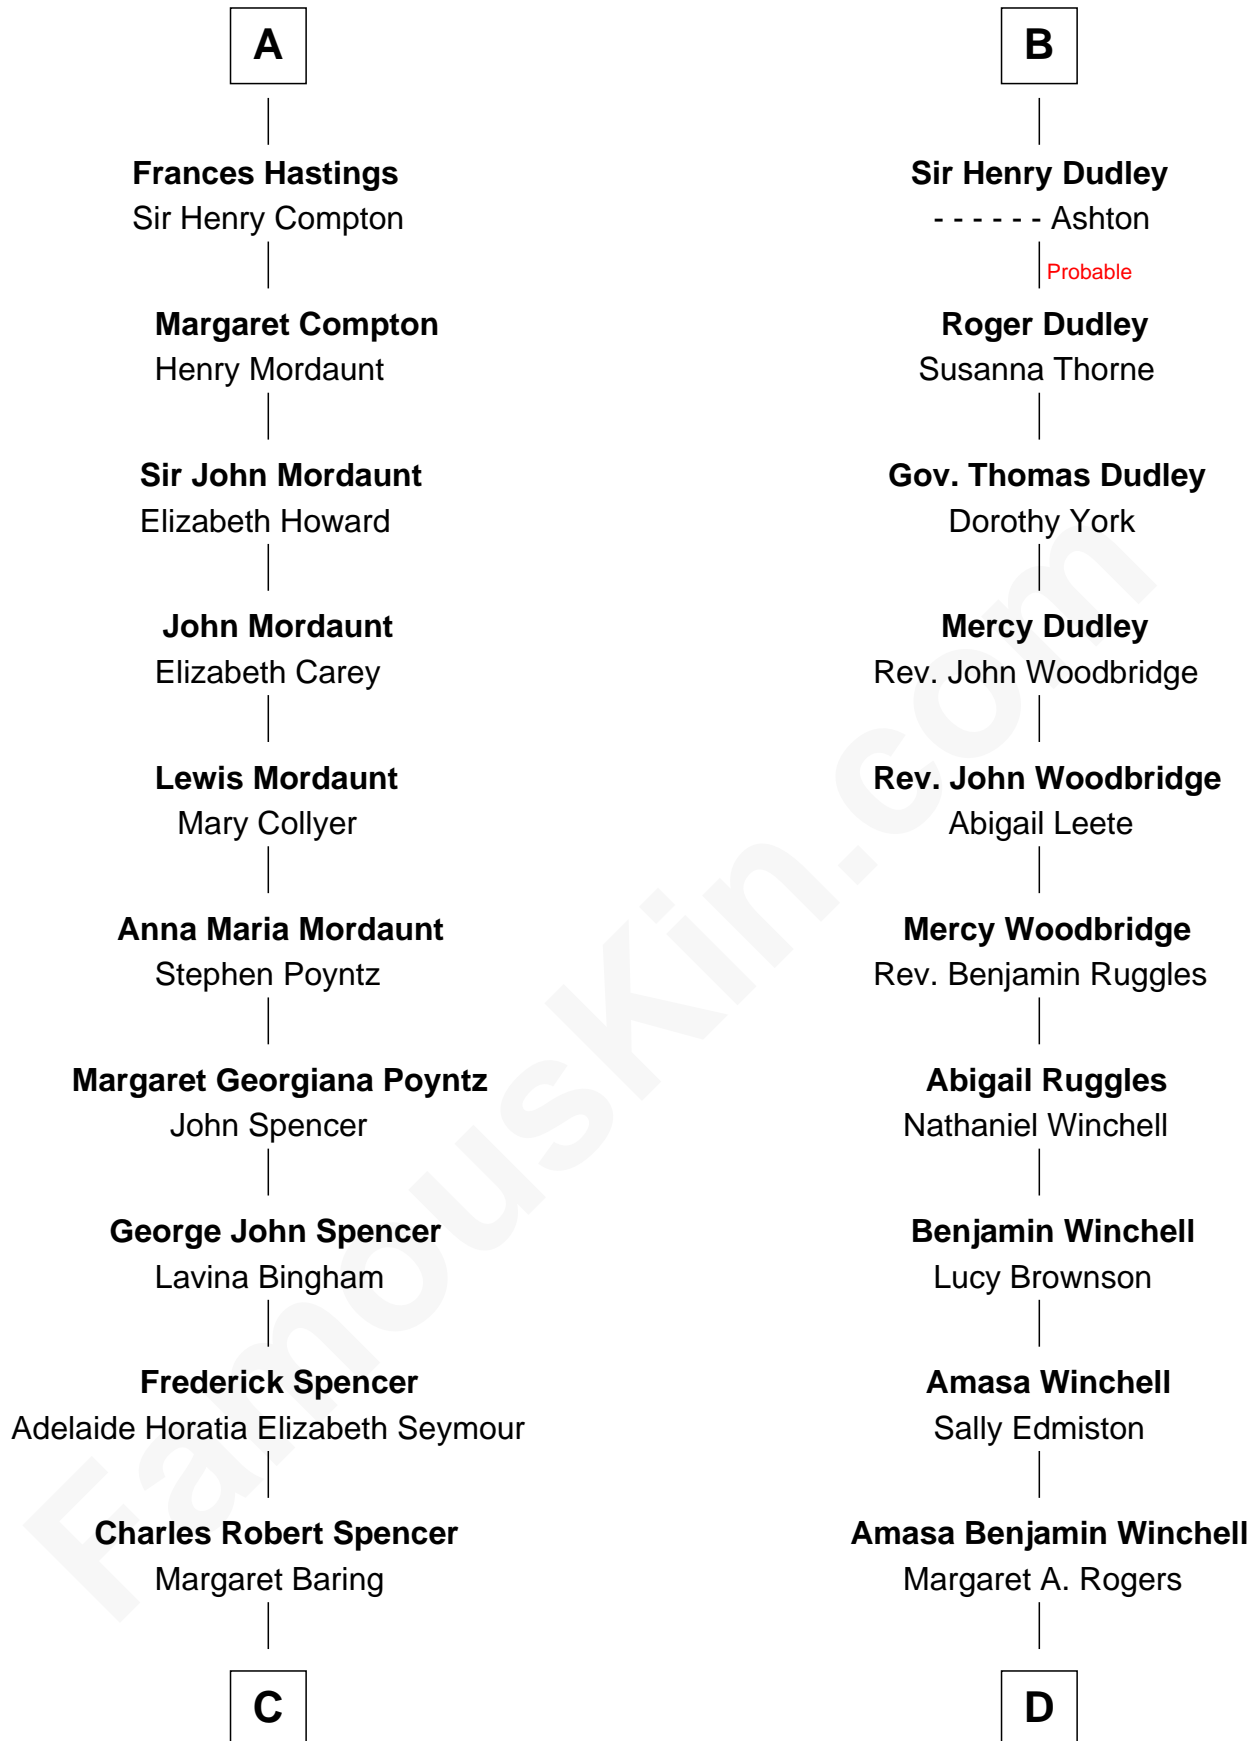 A
Frances Hastings
Sir Henry Compton
Margaret Compton
Henry Mordaunt
Sir John Mordaunt
Elizabeth Howard
John Mordaunt
Elizabeth Carey
Lewis Mordaunt
Mary Collyer
Anna Maria Mordaunt
Stephen Poyntz
Margaret Georgiana Poyntz
John Spencer
George John Spencer
Lavina Bingham
Frederick Spencer
Adelaide Horatia Elizabeth Seymour
Charles Robert Spencer
Margaret Baring
C
B
Sir Henry Dudley
- - - - - - Ashton
Probable
Roger Dudley
Susanna Thorne
Gov. Thomas Dudley
Dorothy York
Mercy Dudley
Rev. John Woodbridge
Rev. John Woodbridge
Abigail Leete
Mercy Woodbridge
Rev. Benjamin Ruggles
Abigail Ruggles
Nathaniel Winchell
Benjamin Winchell
Lucy Brownson
Amasa Winchell
Sally Edmiston
Amasa Benjamin Winchell
Margaret A. Rogers
D
FamousKin.com